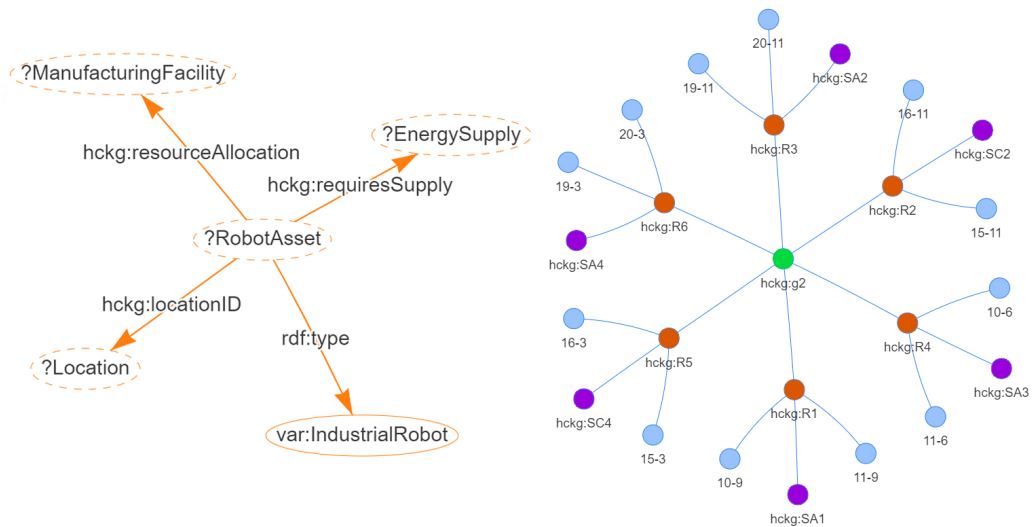 ?ManufacturingFacility
?EnergySupply
hckg:resourceAllocation
hckg:requiresSupply
?RobotAsset
hckg:locationID
rdf:type
?Location
var:IndustrialRobot
20-11
19-11
hckg:SA2
hckg:R3
16-11
hckg:SC2
hckg:R2
15-11
20-3
19-3
hckg:R6
hckg:SA4
hckg:g2
10-6
hckg:R4
hckg:SA3
11-6
16-3
hckg:R5
hckg:SC4
15-3
hckg:R1
10-9
11-9
hckg:SA1